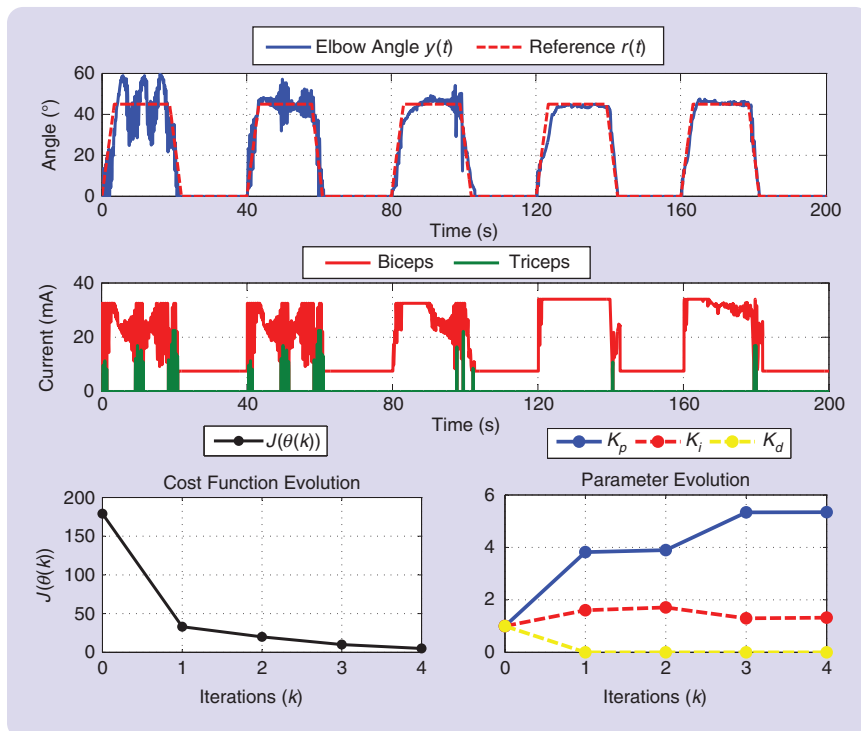 Elbow Angle y(t) Reference r(t)
60
40
20
0
Angle (°)
0 40 80 120 160 200
Time (s)
Biceps Triceps
40
20
0
Current (mA)
0 40 80 120 160 200
Time (s)
J(θ(k))
Kp Ki Kd
Cost Function Evolution
200
150
100
50
0
J(θ(k))
0 1 2 3 4
Iterations (k)
Parameter Evolution
6
4
2
0
0 1 2 3 4
Iterations (k)